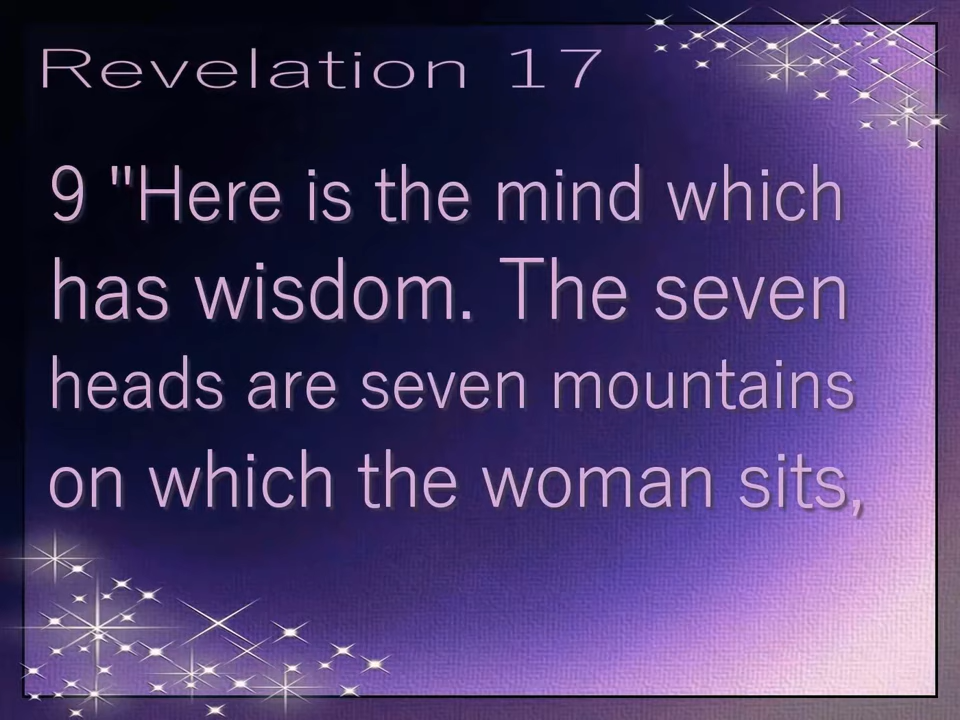 Revelation 17
9 "Here is the mind which
has wisdom. The seven
heads are seven mountains
on which the woman sits,